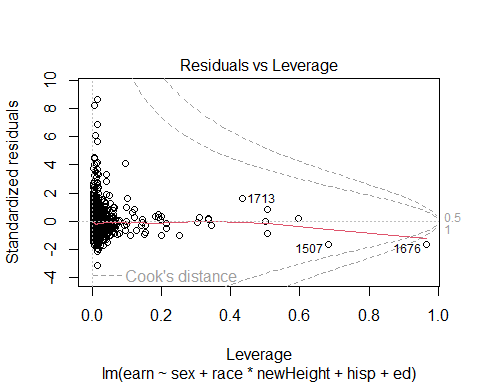 Residuals vs Leverage
Standardized residuals
10
8
6
4
2
0
-2
-4
1713
1507
1676
0.5
1
Cook's distance
0.0 0.2 0.4 0.6 0.8 1.0
Leverage
lm(earn ~ sex + race * newHeight + hisp + ed)